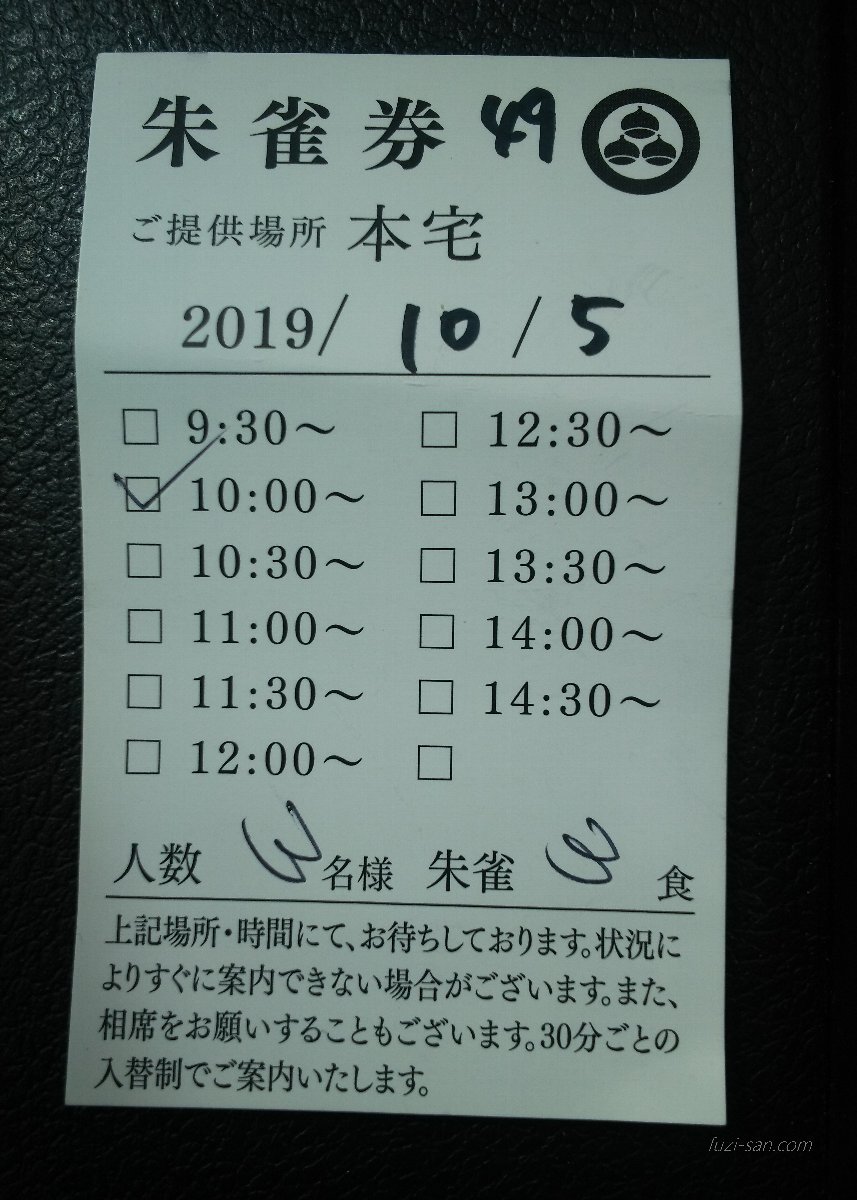 朱雀券 49
ご提供場所 本宅
2019/ 10 / 5
□ 9:30～ □ 12:30～
☑ 10:00～ □ 13:00～
□ 10:30～ □ 13:30～
□ 11:00～ □ 14:00～
□ 11:30～ □ 14:30～
□ 12:00～ □
人数 3 名様 朱雀 3 食
上記場所・時間にて、お待ちしております。状況に
よりすぐに案内できない場合がございます。また、
相席をお願いすることもございます。30分ごとの
入替制でご案内いたします。
fuzi-san.com